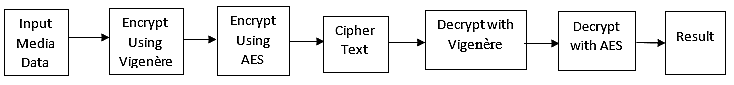 Input
Media
Data
Encrypt
Using
Vigenère
Encrypt
Using
AES
Cipher
Text
Decrypt with
Vigenère
Decrypt
with AES
Result